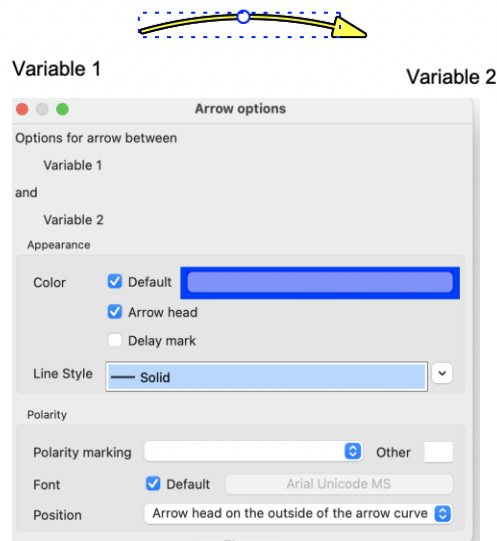 Variable 1
Variable 2
Arrow options
Options for arrow between
Variable 1
and
Variable 2
Appearance
Color Default
Arrow head
Delay mark
Line Style Solid
Polarity
Polarity marking Other
Font Default Arial Unicode MS
Position Arrow head on the outside of the arrow curve